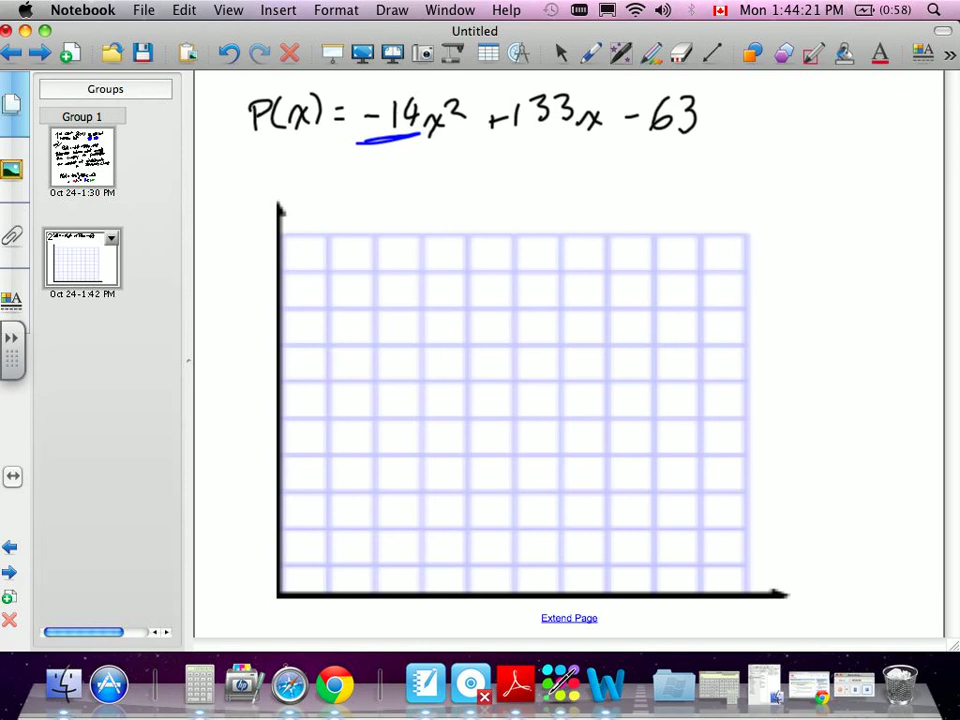 Notebook File Edit View Insert Format Draw Window Help Mon 1:44:21 PM (0:58)
Untitled
Groups
Group 1
Oct 24-1:30 PM
Oct 24-1:42 PM
P(x) = -14x² +133x - 63
Extend Page